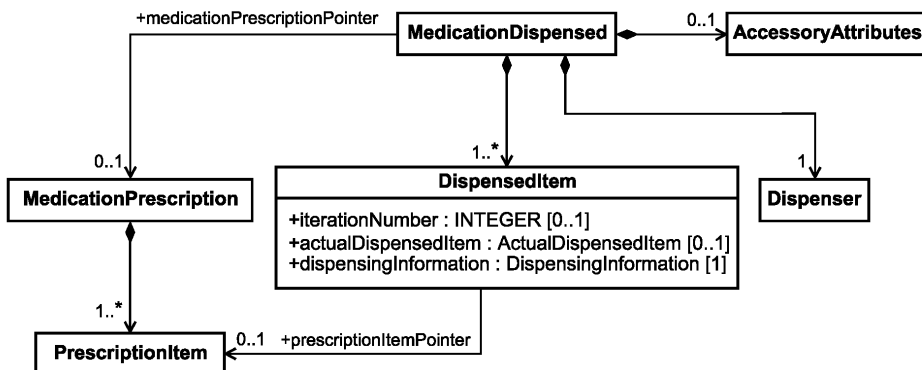 +medicationPrescriptionPointer
MedicationDispensed
0..1
AccessoryAttributes
0..1
1..*
1
MedicationPrescription
DispensedItem
Dispenser
+iterationNumber : INTEGER [0..1]
+actualDispensedItem : ActualDispensedItem [0..1]
+dispensingInformation : DispensingInformation [1]
1..*
0..1
+prescriptionItemPointer
PrescriptionItem